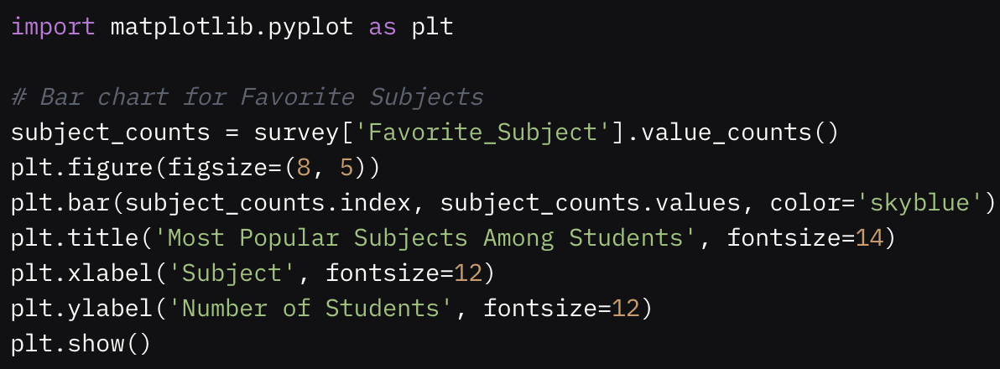 import matplotlib.pyplot as plt
# Bar chart for Favorite Subjects
subject_counts = survey['Favorite_Subject'].value_counts()
plt.figure(figsize=(8, 5))
plt.bar(subject_counts.index, subject_counts.values, color='skyblue')
plt.title('Most Popular Subjects Among Students', fontsize=14)
plt.xlabel('Subject', fontsize=12)
plt.ylabel('Number of Students', fontsize=12)
plt.show()